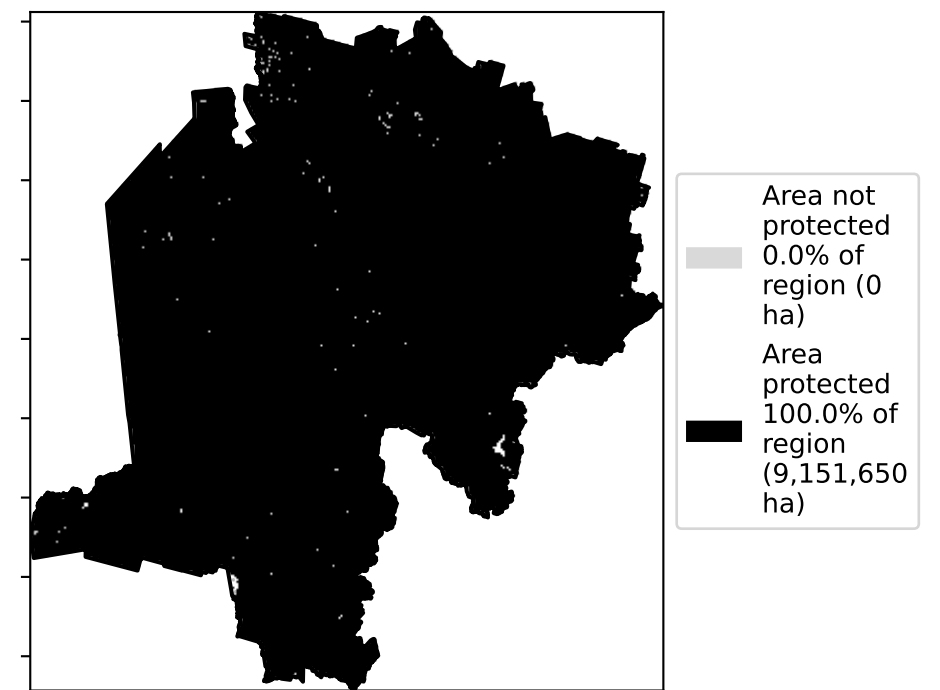 Area not
protected
0.0% of
region (0
ha)
Area
protected
100.0% of
region
(9,151,650
ha)